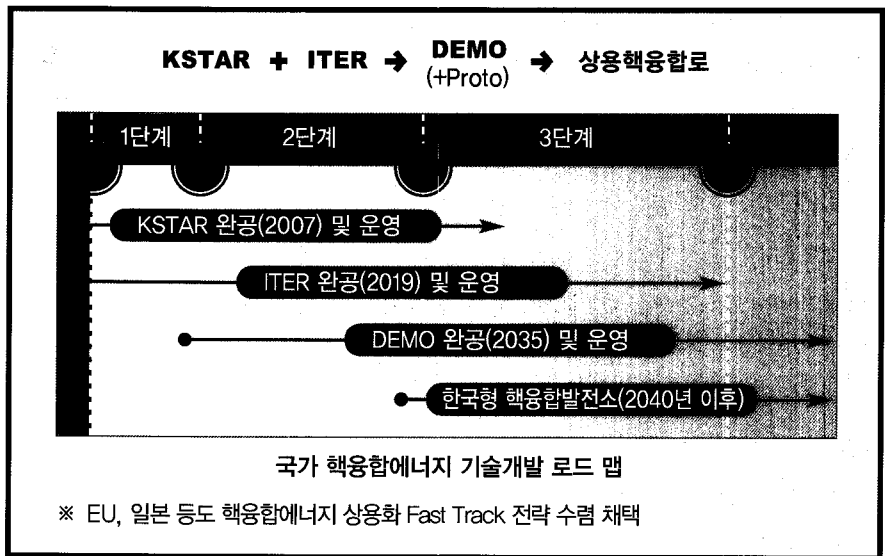 KSTAR + ITER → DEMO (+Proto) → 상용핵융합로
1단계 2단계 3단계
KSTAR 완공(2007) 및 운영
ITER 완공(2019) 및 운영
DEMO 완공(2035) 및 운영
한국형 핵융합발전소(2040년 이후)
국가 핵융합에너지 기술개발 로드 맵
※ EU, 일본 등도 핵융합에너지 상용화 Fast Track 전략 수렴 채택